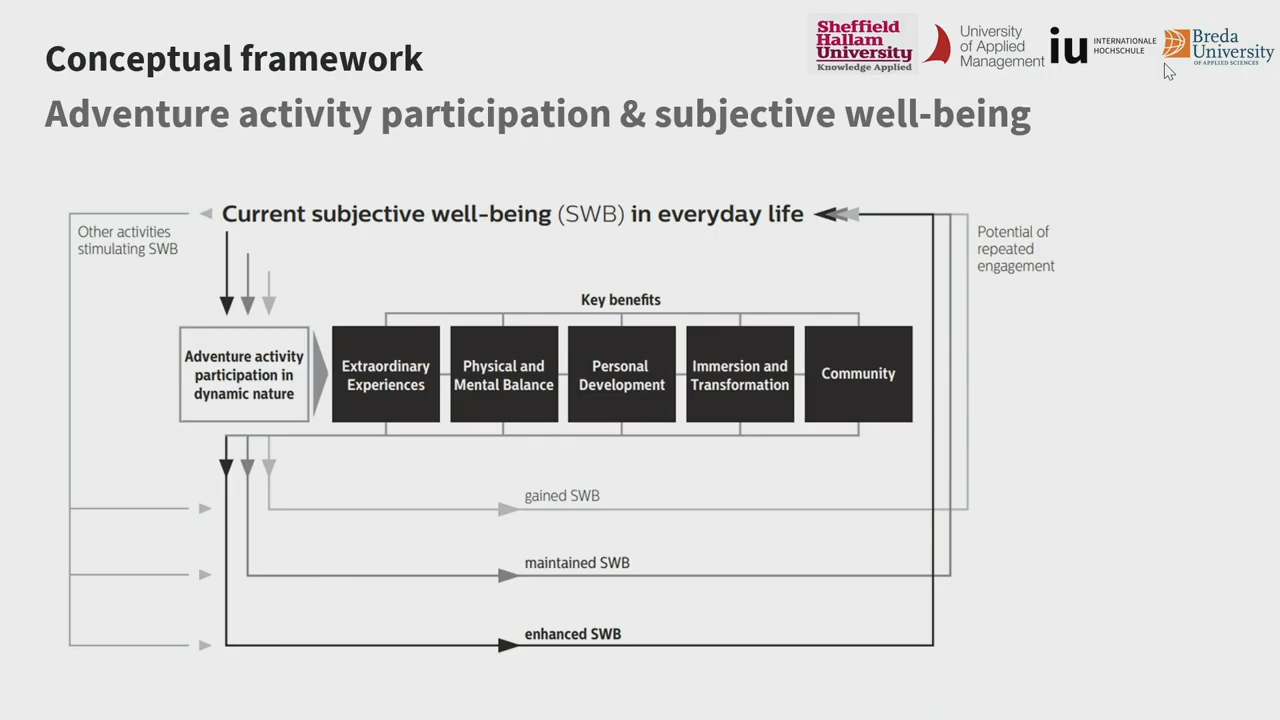 Conceptual framework
Adventure activity participation & subjective well-being
Sheffield
Hallam
University
Knowledge Applied
University
of Applied
Management
iu
INTERNATIONALE
HOCHSCHULE
Breda
University
OF APPLIED SCIENCES
Current subjective well-being (SWB) in everyday life
Other activities
stimulating SWB
Potential of
repeated
engagement
Key benefits
Adventure activity
participation in
dynamic nature
Extraordinary
Experiences
Physical and
Mental Balance
Personal
Development
Immersion and
Transformation
Community
gained SWB
maintained SWB
enhanced SWB